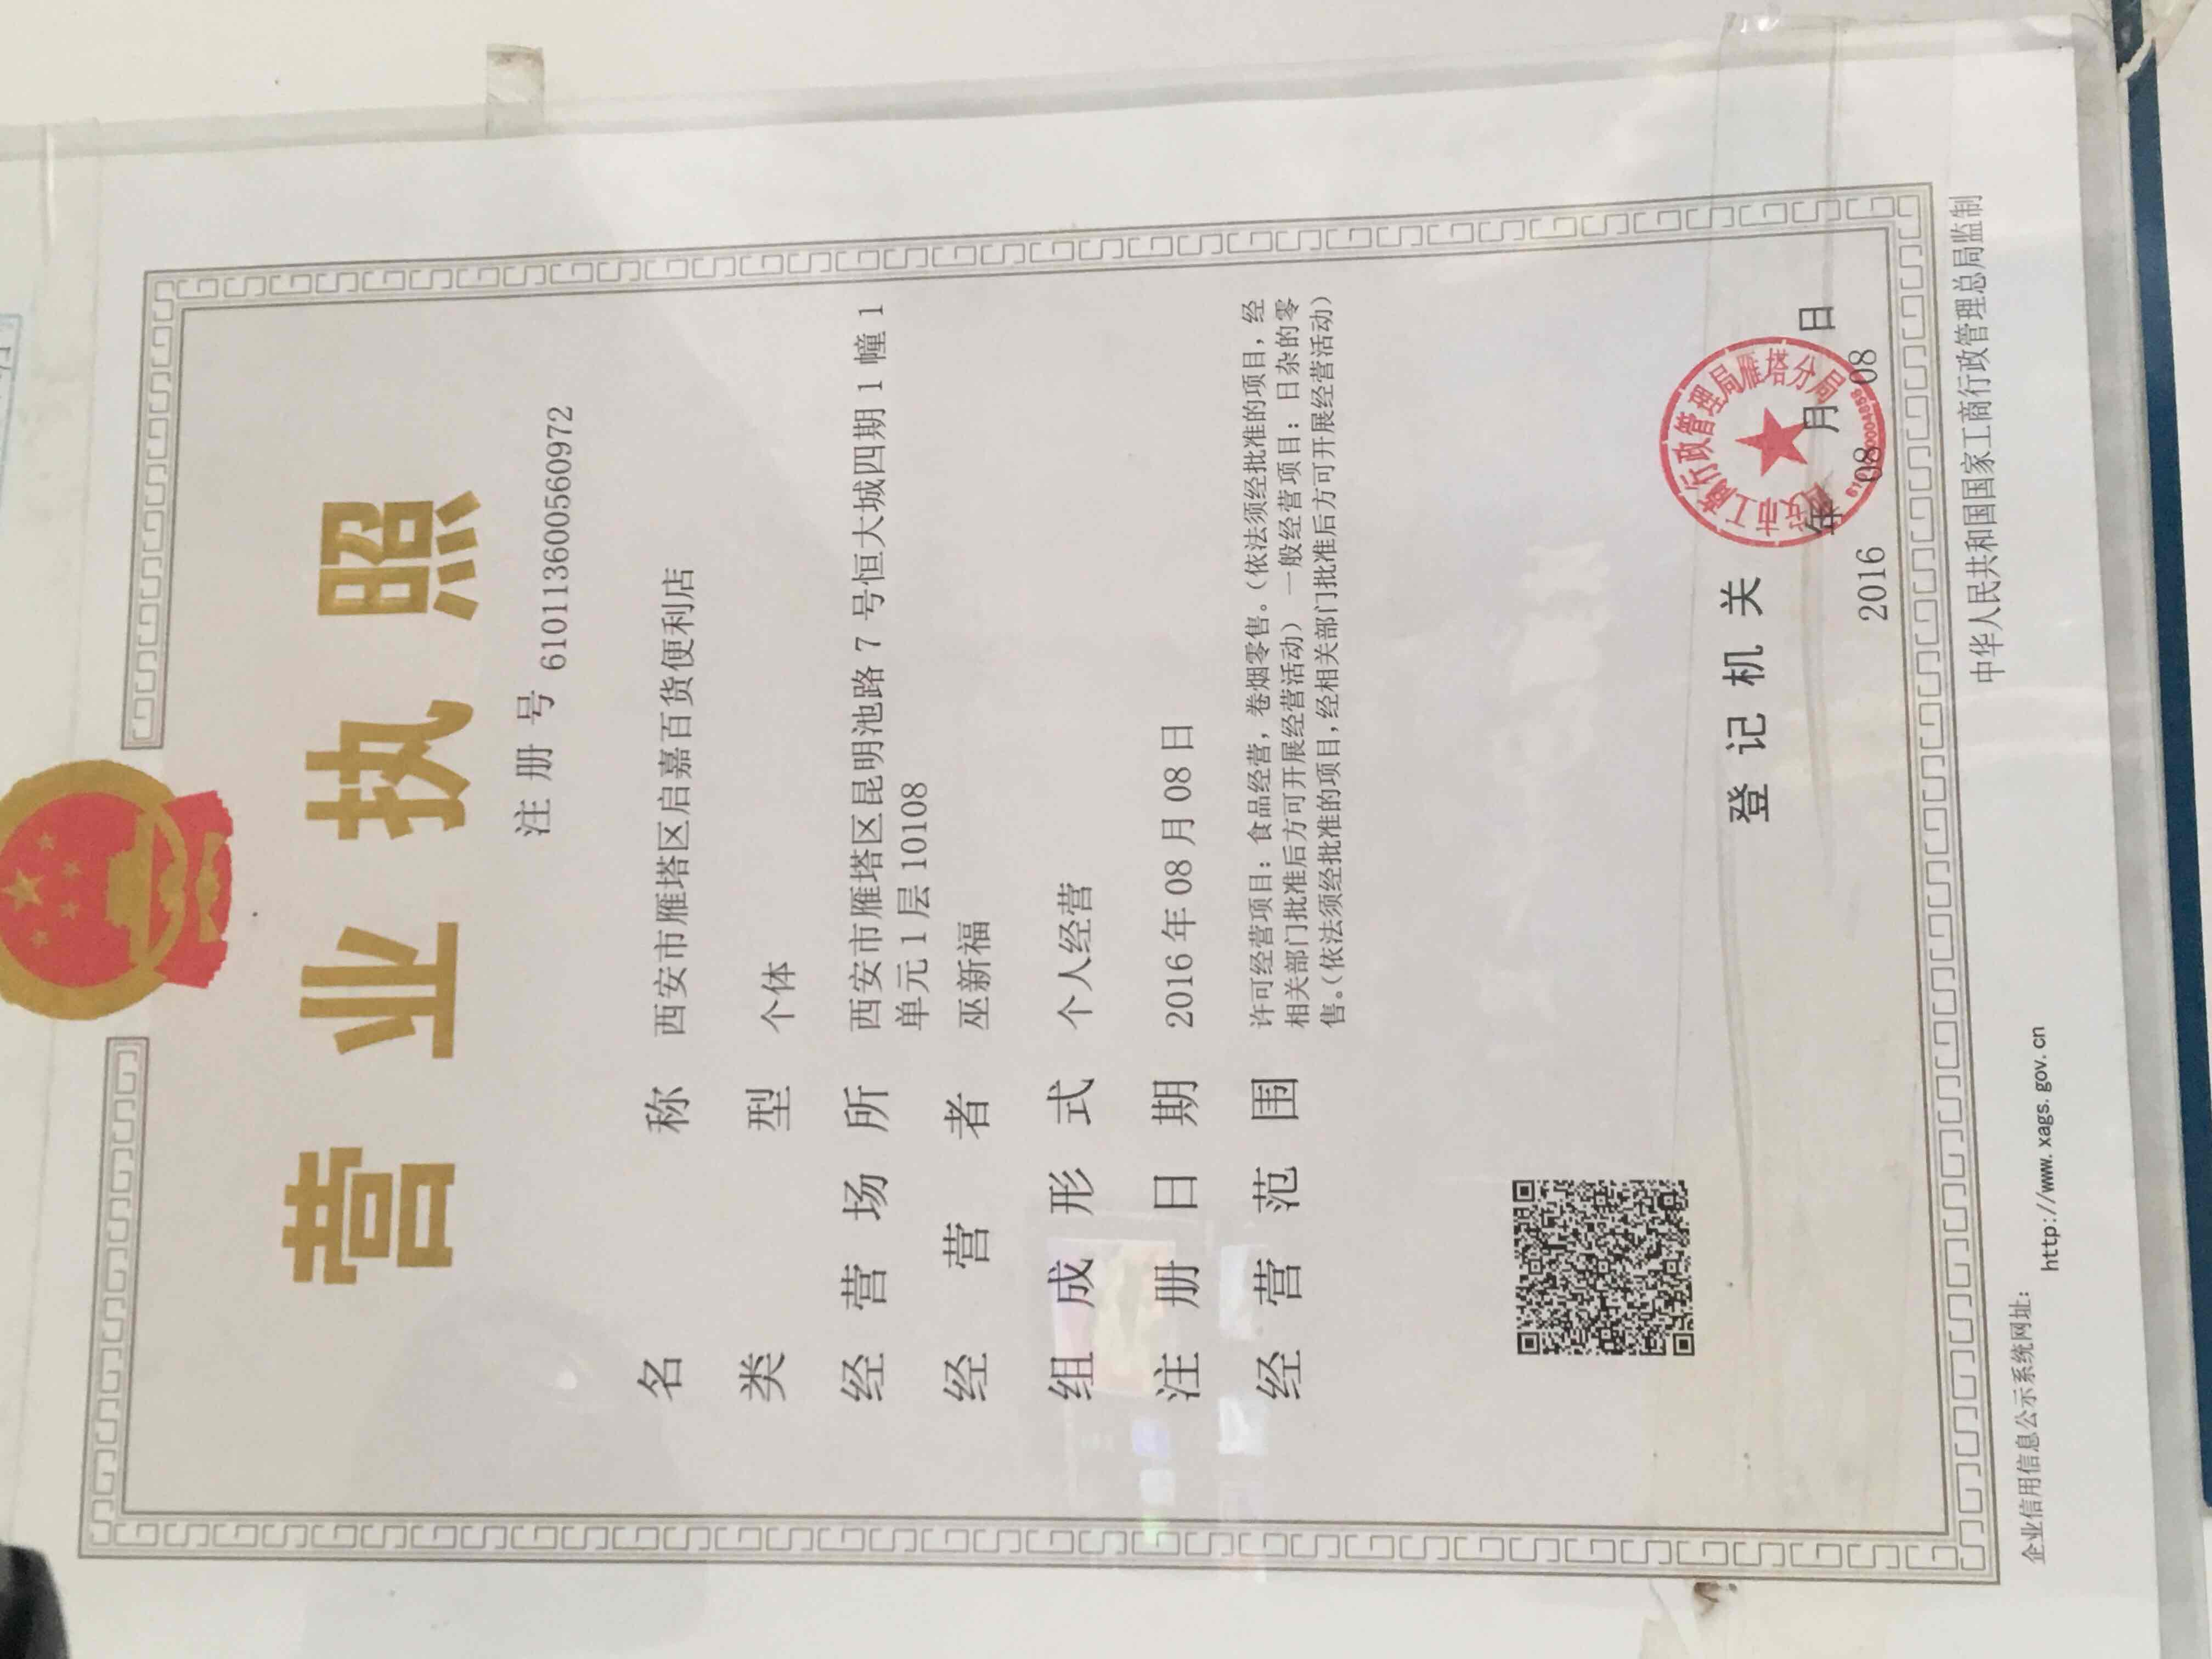 营业执照
注册号 610113600560972
名称 西安市雁塔区启嘉百货便利店
类型 个体
经营场所 西安市雁塔区昆明池路 7 号恒大城四期 1 幢 1
单元 1 层 10108
经营者 巫新福
组成形式 个人经营
注册日期 2016 年 08 月 08 日
经营范围 许可经营项目：食品经营，卷烟零售。（依法须经批准的项目，经
相关部门批准后方可开展经营活动） 一般经营项目：日杂的零
售。（依法须经批准的项目，经相关部门批准后方可开展经营活动）
登记机关
西安市工商行政管理局雁塔分局
年 月 日
2016 08 08
中华人民共和国国家工商行政管理总局监制
企业信用信息公示系统网址：
http://www.xags.gov.cn